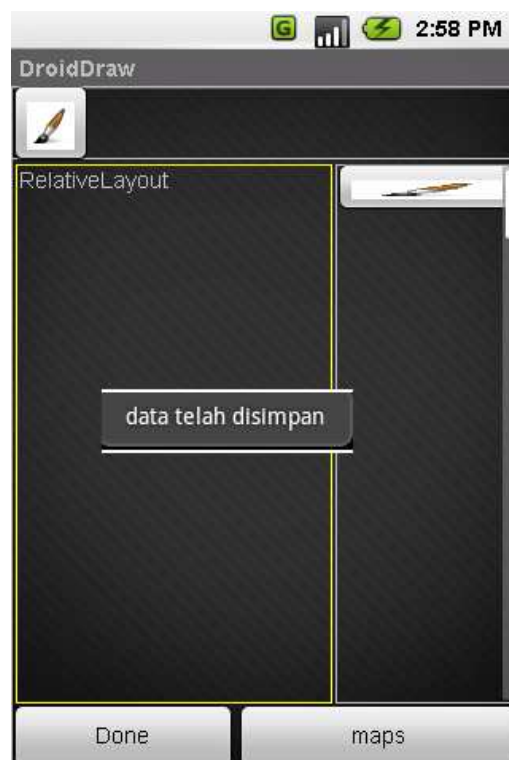 G 2:58 PM
DroidDraw
RelativeLayout
data telah disimpan
Done
maps